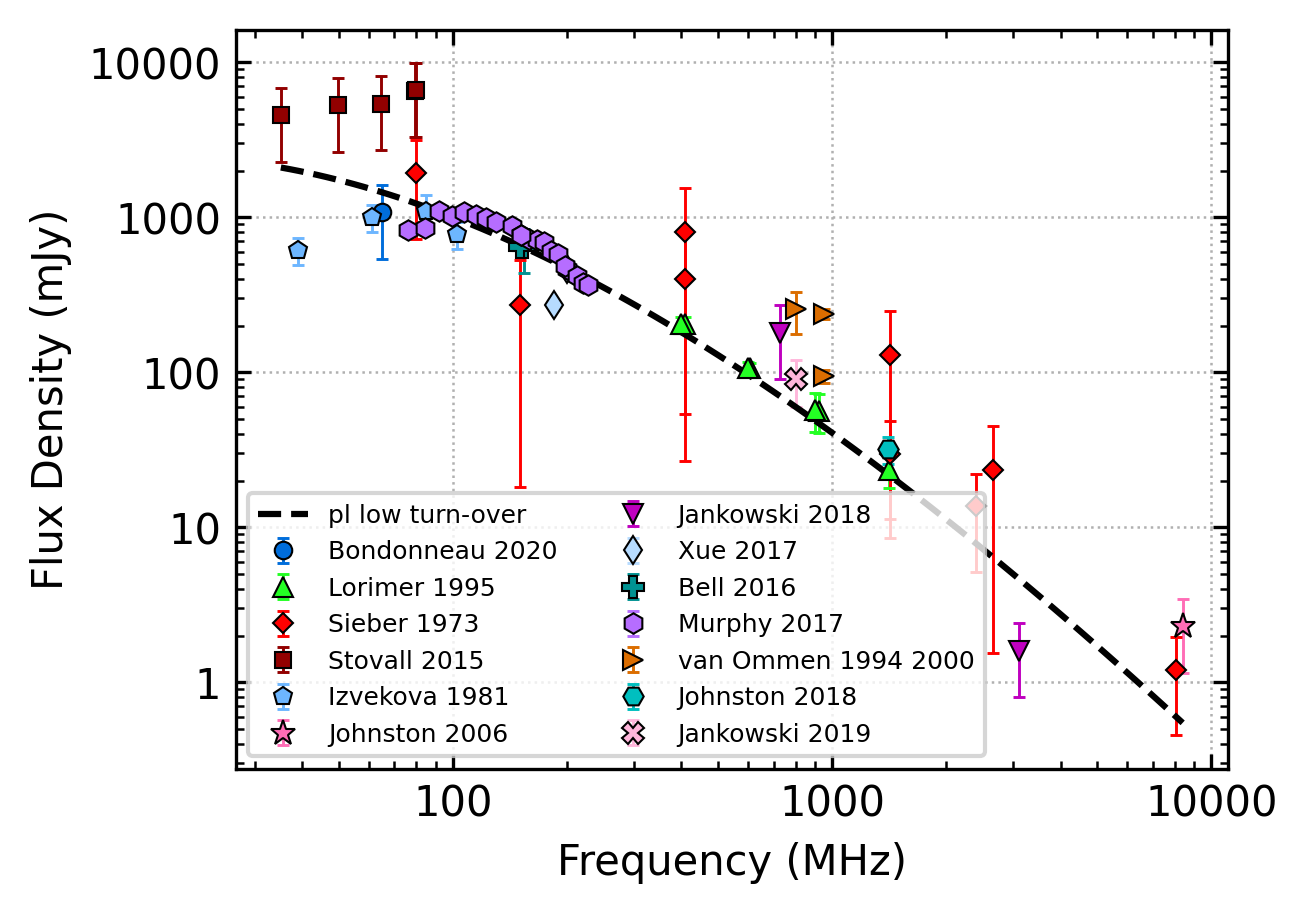 10000
1000
100
10
1
Flux Density (mJy)
pl low turn-over
Bondonneau 2020
Lorimer 1995
Sieber 1973
Stovall 2015
Izvekova 1981
Johnston 2006
Jankowski 2018
Xue 2017
Bell 2016
Murphy 2017
van Ommen 1994 2000
Johnston 2018
Jankowski 2019
100
1000
10000
Frequency (MHz)